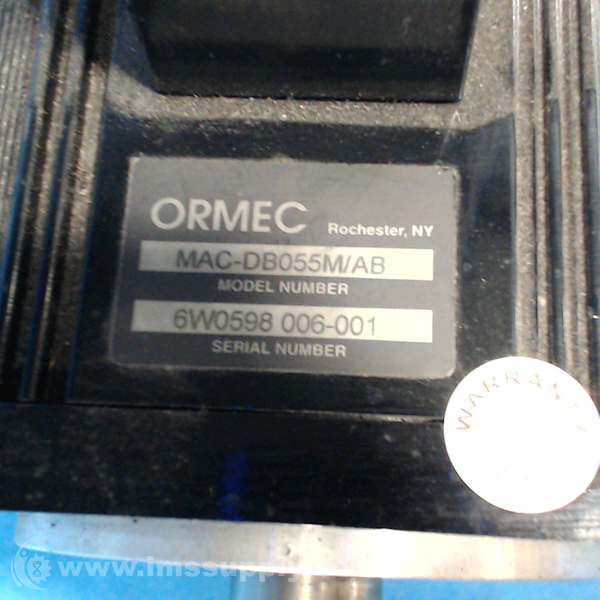 ORMEC
Rochester, NY
MAC-DB055M/AB
MODEL NUMBER
6W0598 006-001
SERIAL NUMBER
WARRANTY